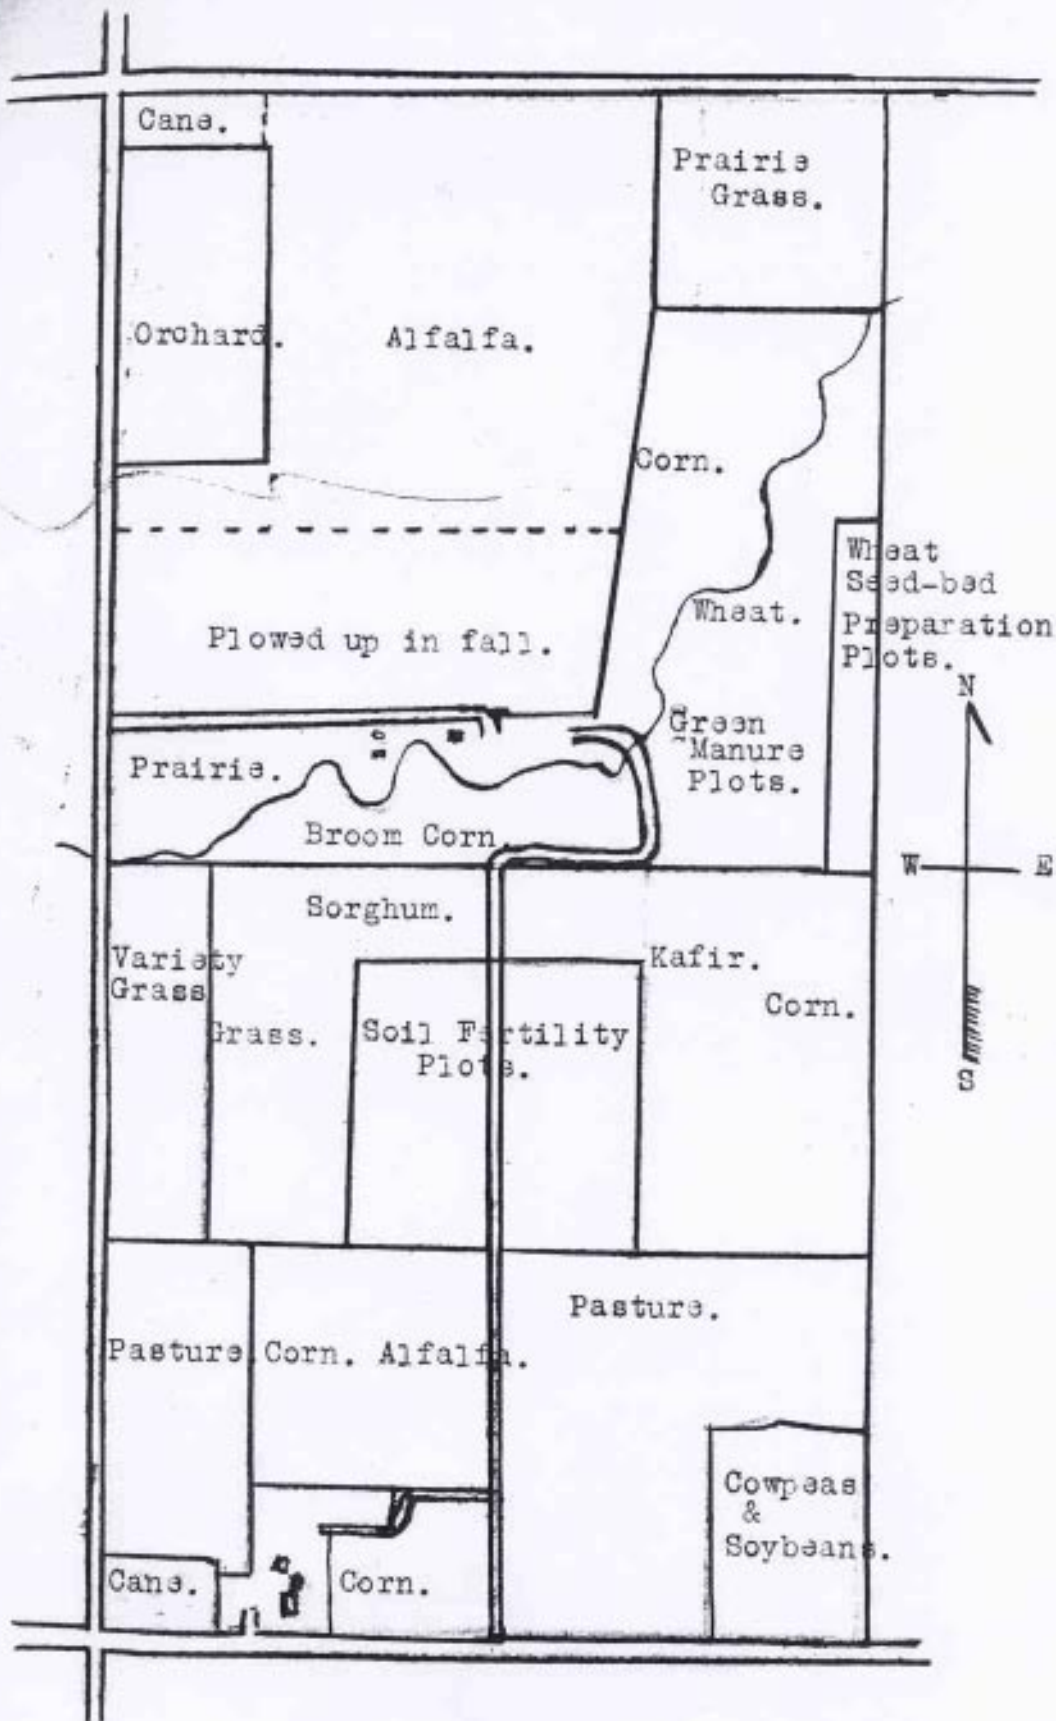 Cane.
Prairie
Grass.
Orchard.
Alfalfa.
Corn.
Wheat
Seed-bed
Preparation
Plots.
Wheat.
Plowed up in fall.
N
Green
Manure
Plots.
Prairie.
Broom Corn
W
E
Sorghum.
Variety
Grass
Kafir.
Corn.
Grass.
Soil Fertility
Plots.
S
Pasture.
Pasture
Corn.
Alfalfa.
Cowpeas
&
Soybeans.
Cane.
Corn.